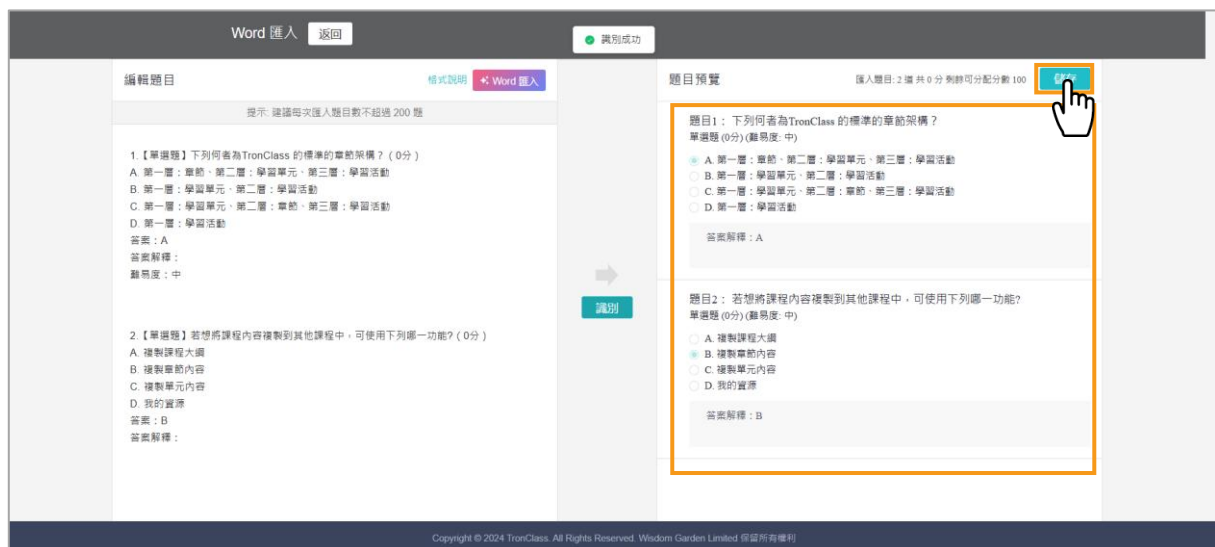 Word 匯入 返回
識別成功
編輯題目 格式說明 Word 匯入
提示: 建議每次匯入題目數不超過 200 題
1.【單選題】下列何者為TronClass 的標準的章節架構？ ( 0分 )
A. 第一層：章節、第二層：學習單元、第三層：學習活動
B. 第一層：學習單元、第二層：學習活動
C. 第一層：學習單元、第二層：章節、第三層：學習活動
D. 第一層：學習活動
答案：A
答案解釋：
難易度：中
2.【單選題】若想將課程內容複製到其他課程中，可使用下列哪一功能? ( 0分 )
A. 複製課程大綱
B. 複製章節內容
C. 複製單元內容
D. 我的資源
答案：B
答案解釋：
識別
題目預覽 匯入題目: 2 道 共 0 分 剩餘可分配分數 100 儲存
題目1： 下列何者為TronClass 的標準的章節架構？
單選題 (0分) (難易度: 中)
A. 第一層：章節、第二層：學習單元、第三層：學習活動
B. 第一層：學習單元、第二層：學習活動
C. 第一層：學習單元、第二層：章節、第三層：學習活動
D. 第一層：學習活動
答案解釋：A
題目2： 若想將課程內容複製到其他課程中，可使用下列哪一功能?
單選題 (0分) (難易度: 中)
A. 複製課程大綱
B. 複製章節內容
C. 複製單元內容
D. 我的資源
答案解釋：B
Copyright © 2024 TronClass. All Rights Reserved. Wisdom Garden Limited 保留所有權利